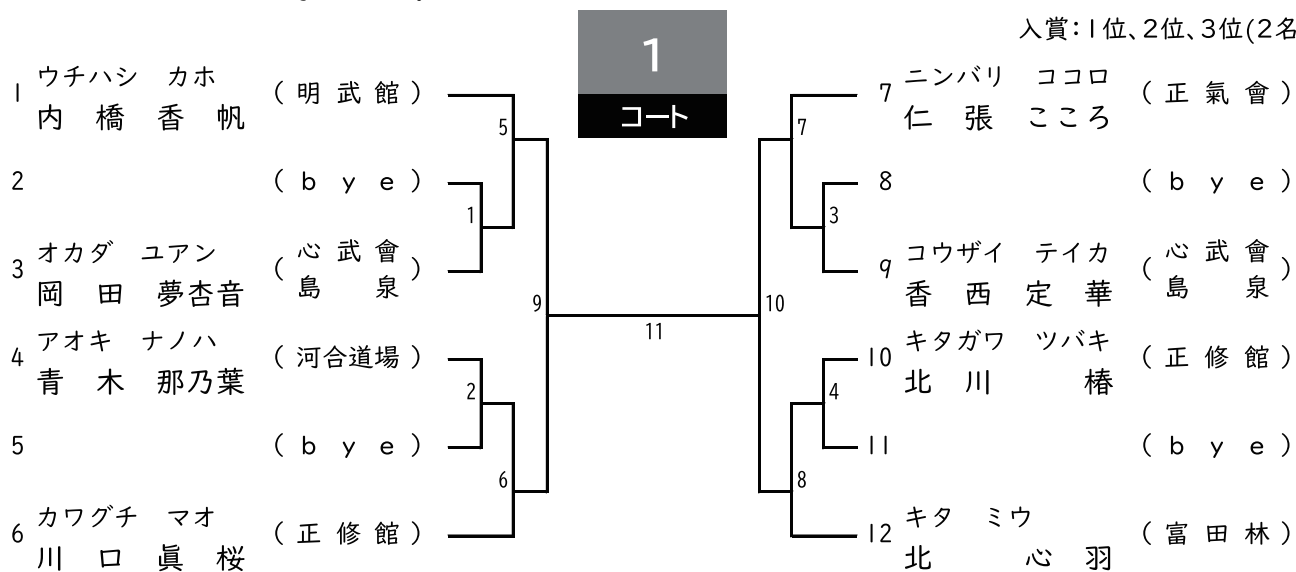 入賞:1位、2位、3位(2名
1
コート
1 ウチハシ カホ
内橋香帆 (明武館)
2 (bye)
3 オカダ ユアン
岡田夢杏音 (心武會島泉)
4 アオキ ナノハ
青木那乃葉 (河合道場)
5 (bye)
6 カワグチ マオ
川口眞桜 (正修館)
5
1
9
2
6
11
7
3
10
4
8
7 ニンバリ ココロ
仁張こころ (正氣會)
8 (bye)
9 コウザイ テイカ
香西定華 (心武會島泉)
10 キタガワ ツバキ
北川椿 (正修館)
11 (bye)
12 キタ ミウ
北心羽 (富田林)